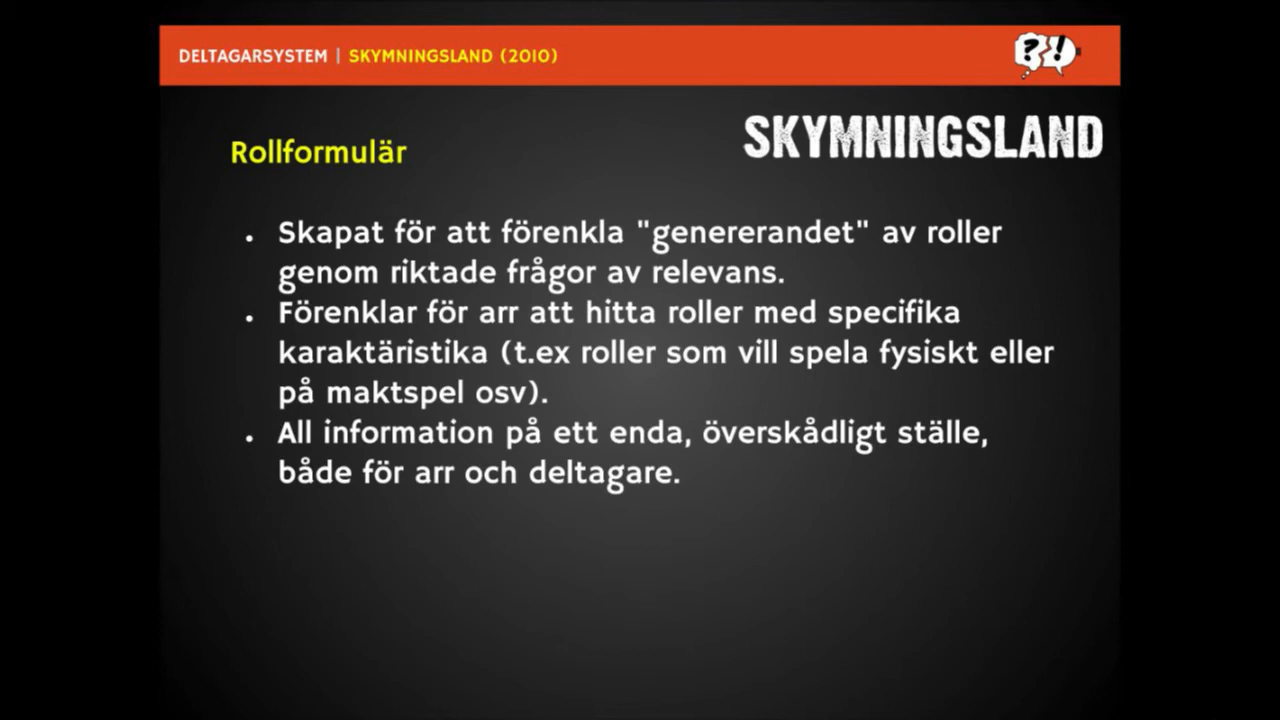 DELTAGARSYSTEM | SKYMNINGSLAND (2010)
?!
SKYMNINGSLAND
Rollformulär
• Skapat för att förenkla "genererandet" av roller
genom riktade frågor av relevans.
• Förenklar för arr att hitta roller med specifika
karaktäristika (t.ex roller som vill spela fysiskt eller
på maktspel osv).
• All information på ett enda, överskådligt ställe,
både för arr och deltagare.